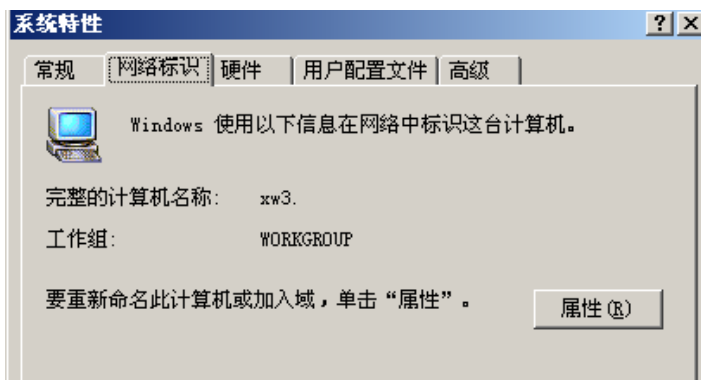 系统特性
常规 网络标识 硬件 用户配置文件 高级
Windows 使用以下信息在网络中标识这台计算机。
完整的计算机名称: xw3.
工作组: WORKGROUP
要重新命名此计算机或加入域，单击“属性”。
属性(R)